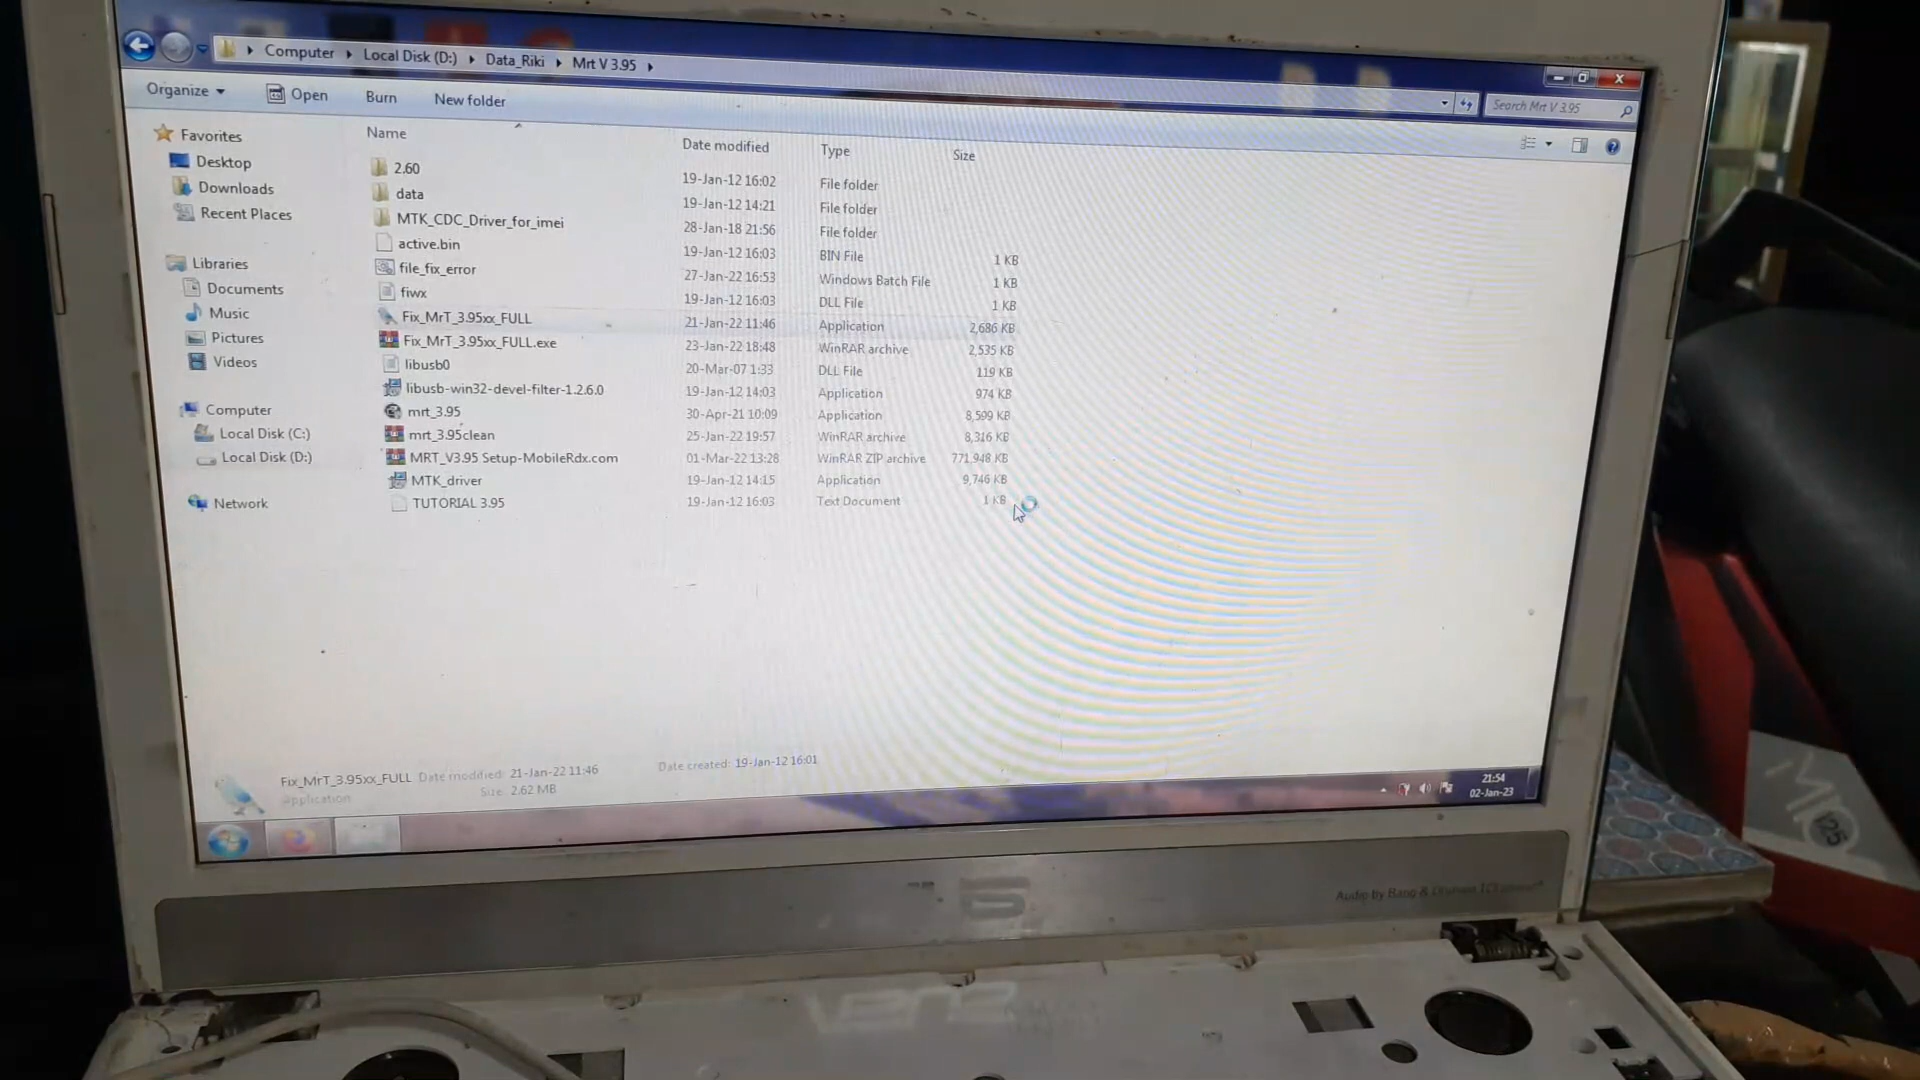 Computer Local Disk (D:) Data_Riki Mrt V 3.95
Search Mrt V 3.95
Organize Open Burn New folder
Name Date modified Type Size
2.60 19-Jan-12 16:02 File folder
data 19-Jan-12 14:21 File folder
MTK_CDC_Driver_for_imei 28-Jan-18 21:56 File folder
active.bin 19-Jan-12 16:03 BIN File 1 KB
file_fix_error 27-Jan-22 16:53 Windows Batch File 1 KB
fiwx 19-Jan-12 16:03 DLL File 1 KB
Fix_MrT_3.95xx_FULL 21-Jan-22 11:46 Application 2,686 KB
Fix_MrT_3.95xx_FULL.exe 23-Jan-22 18:48 WinRAR archive 2,535 KB
libusb0 20-Mar-07 1:33 DLL File 119 KB
libusb-win32-devel-filter-1.2.6.0 19-Jan-12 14:03 Application 974 KB
mrt_3.95 30-Apr-21 10:09 Application 8,599 KB
mrt_3.95clean 25-Jan-22 19:57 WinRAR archive 8,316 KB
MRT_V3.95 Setup-MobileRdx.com 01-Mar-22 13:28 WinRAR ZIP archive 771,948 KB
MTK_driver 19-Jan-12 14:15 Application 9,746 KB
TUTORIAL 3.95 19-Jan-12 16:03 Text Document 1 KB
Favorites
Desktop
Downloads
Recent Places
Libraries
Documents
Music
Pictures
Videos
Computer
Local Disk (C:)
Local Disk (D:)
Network
Fix_MrT_3.95xx_FULL Date modified: 21-Jan-22 11:46 Date created: 19-Jan-12 16:01
Application Size: 2.62 MB
21:54
02-Jan-23
Audio by Bang &
125